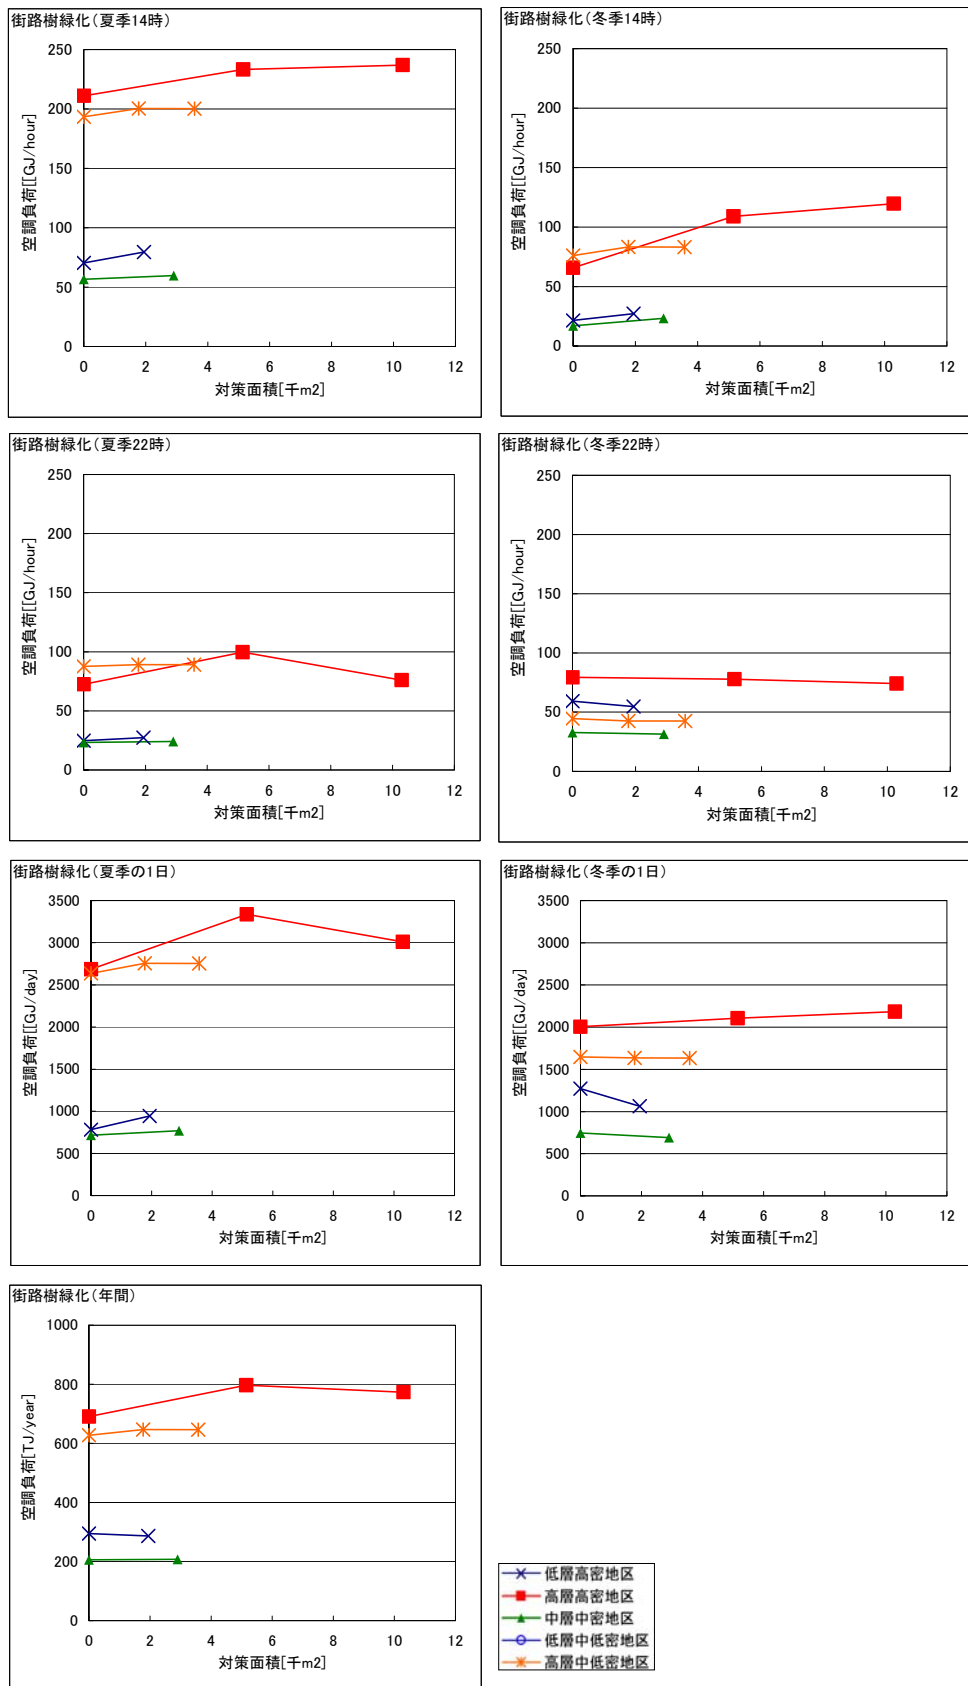 街路樹緑化(夏季14時)
250
200
150
100
50
0
空調負荷[[GJ/hour]
0 2 4 6 8 10 12
対策面積[千m2]
街路樹緑化(冬季14時)
250
200
150
100
50
0
空調負荷[[GJ/hour]
0 2 4 6 8 10 12
対策面積[千m2]
街路樹緑化(夏季22時)
250
200
150
100
50
0
空調負荷[[GJ/hour]
0 2 4 6 8 10 12
対策面積[千m2]
街路樹緑化(冬季22時)
250
200
150
100
50
0
空調負荷[[GJ/hour]
0 2 4 6 8 10 12
対策面積[千m2]
街路樹緑化(夏季の1日)
3500
3000
2500
2000
1500
1000
500
0
空調負荷[[GJ/day]
0 2 4 6 8 10 12
対策面積[千m2]
街路樹緑化(冬季の1日)
3500
3000
2500
2000
1500
1000
500
0
空調負荷[[GJ/day]
0 2 4 6 8 10 12
対策面積[千m2]
街路樹緑化(年間)
1000
800
600
400
200
0
空調負荷[TJ/year]
0 2 4 6 8 10 12
対策面積[千m2]
低層高密地区
高層高密地区
中層中密地区
低層中低密地区
高層中低密地区